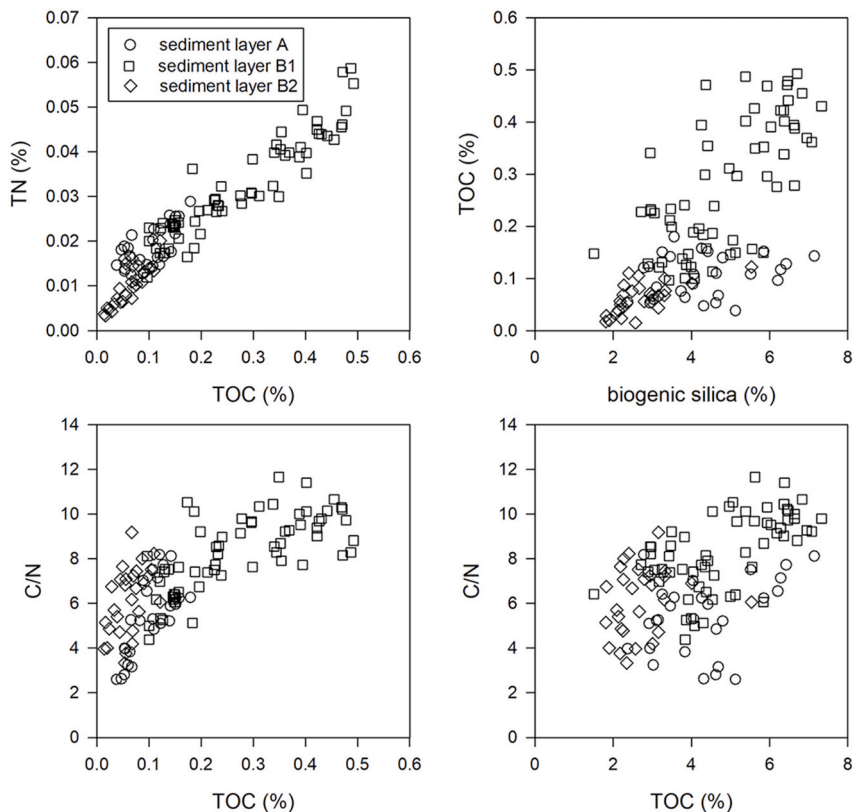 0.07
0.06
0.05
0.04
0.03
0.02
0.01
0.00
TN (%)
sediment layer A
sediment layer B1
sediment layer B2
0.0 0.1 0.2 0.3 0.4 0.5 0.6
TOC (%)
0.6
0.5
0.4
0.3
0.2
0.1
0.0
TOC (%)
0 2 4 6 8
biogenic silica (%)
14
12
10
8
6
4
2
0
C/N
0.0 0.1 0.2 0.3 0.4 0.5 0.6
TOC (%)
14
12
10
8
6
4
2
0
C/N
0 2 4 6 8
TOC (%)